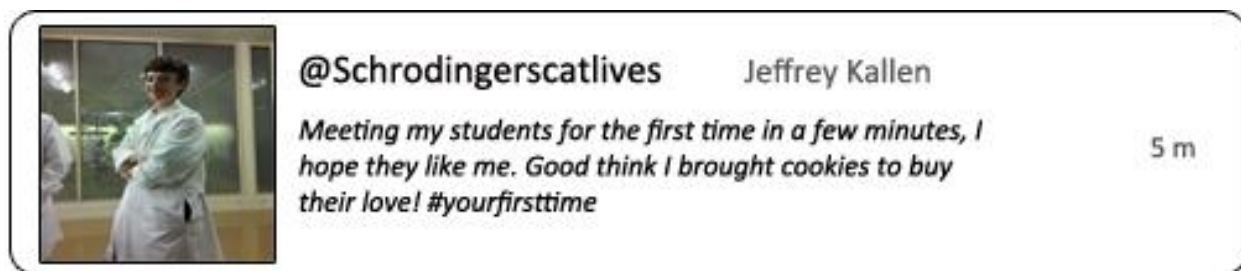 @Schrodingerscatlives Jeffrey Kallen
Meeting my students for the first time in a few minutes, I
hope they like me. Good think I brought cookies to buy
their love! #yourfirsttime
5 m